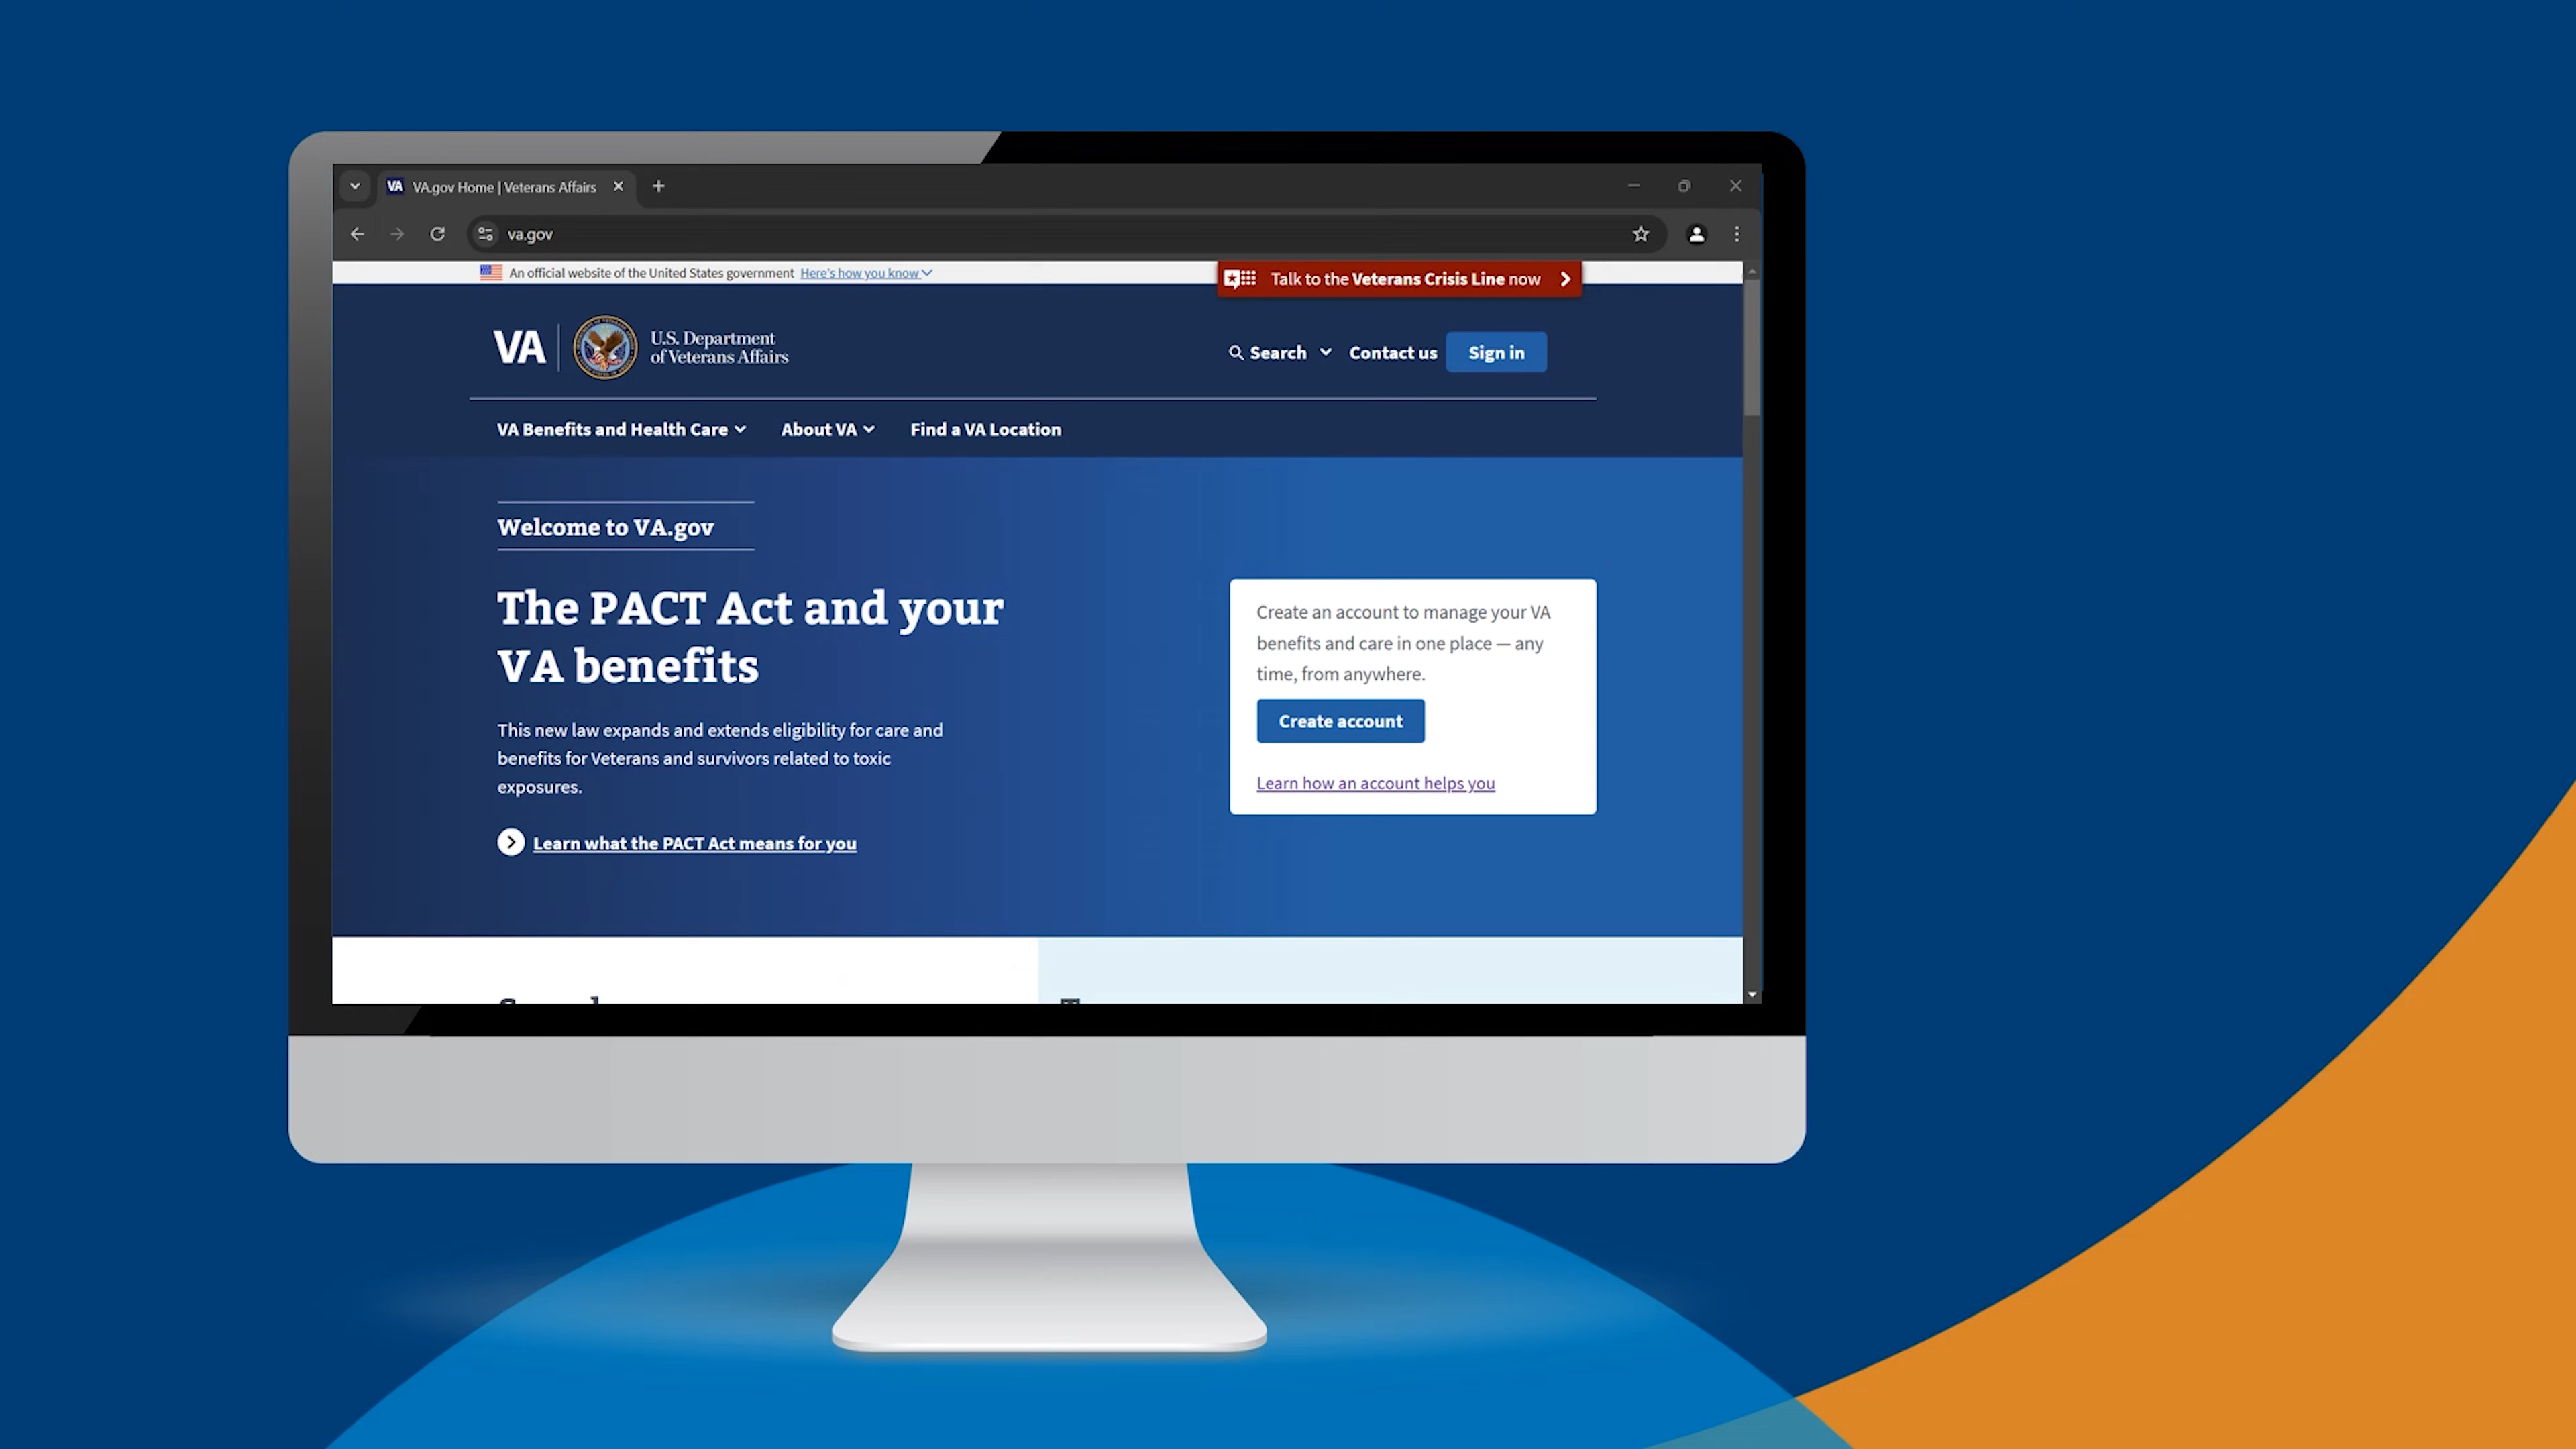 VA VA.gov Home | Veterans Affairs
va.gov
An official website of the United States government Here's how you know
Talk to the Veterans Crisis Line now
VA U.S. Department
of Veterans Affairs
Search Contact us Sign in
VA Benefits and Health Care About VA Find a VA Location
Welcome to VA.gov
The PACT Act and your
VA benefits
This new law expands and extends eligibility for care and
benefits for Veterans and survivors related to toxic
exposures.
Learn what the PACT Act means for you
Create an account to manage your VA
benefits and care in one place — any
time, from anywhere.
Create account
Learn how an account helps you